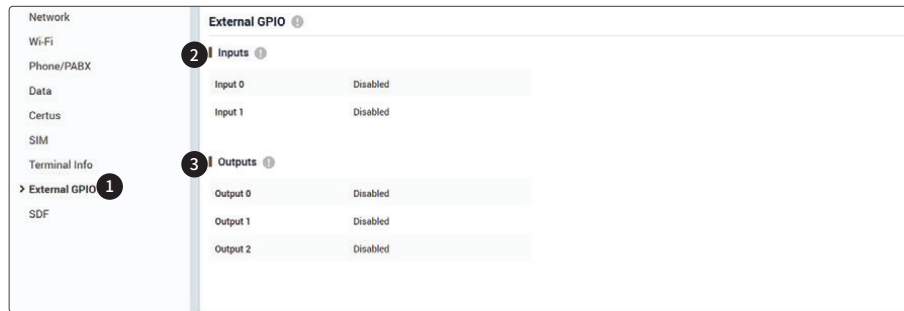 Network
Wi-Fi
Phone/PABX
Data
Certus
SIM
Terminal Info
> External GPIO 1
SDF
External GPIO !
2 Inputs !
Input 0 Disabled
Input 1 Disabled
3 Outputs !
Output 0 Disabled
Output 1 Disabled
Output 2 Disabled